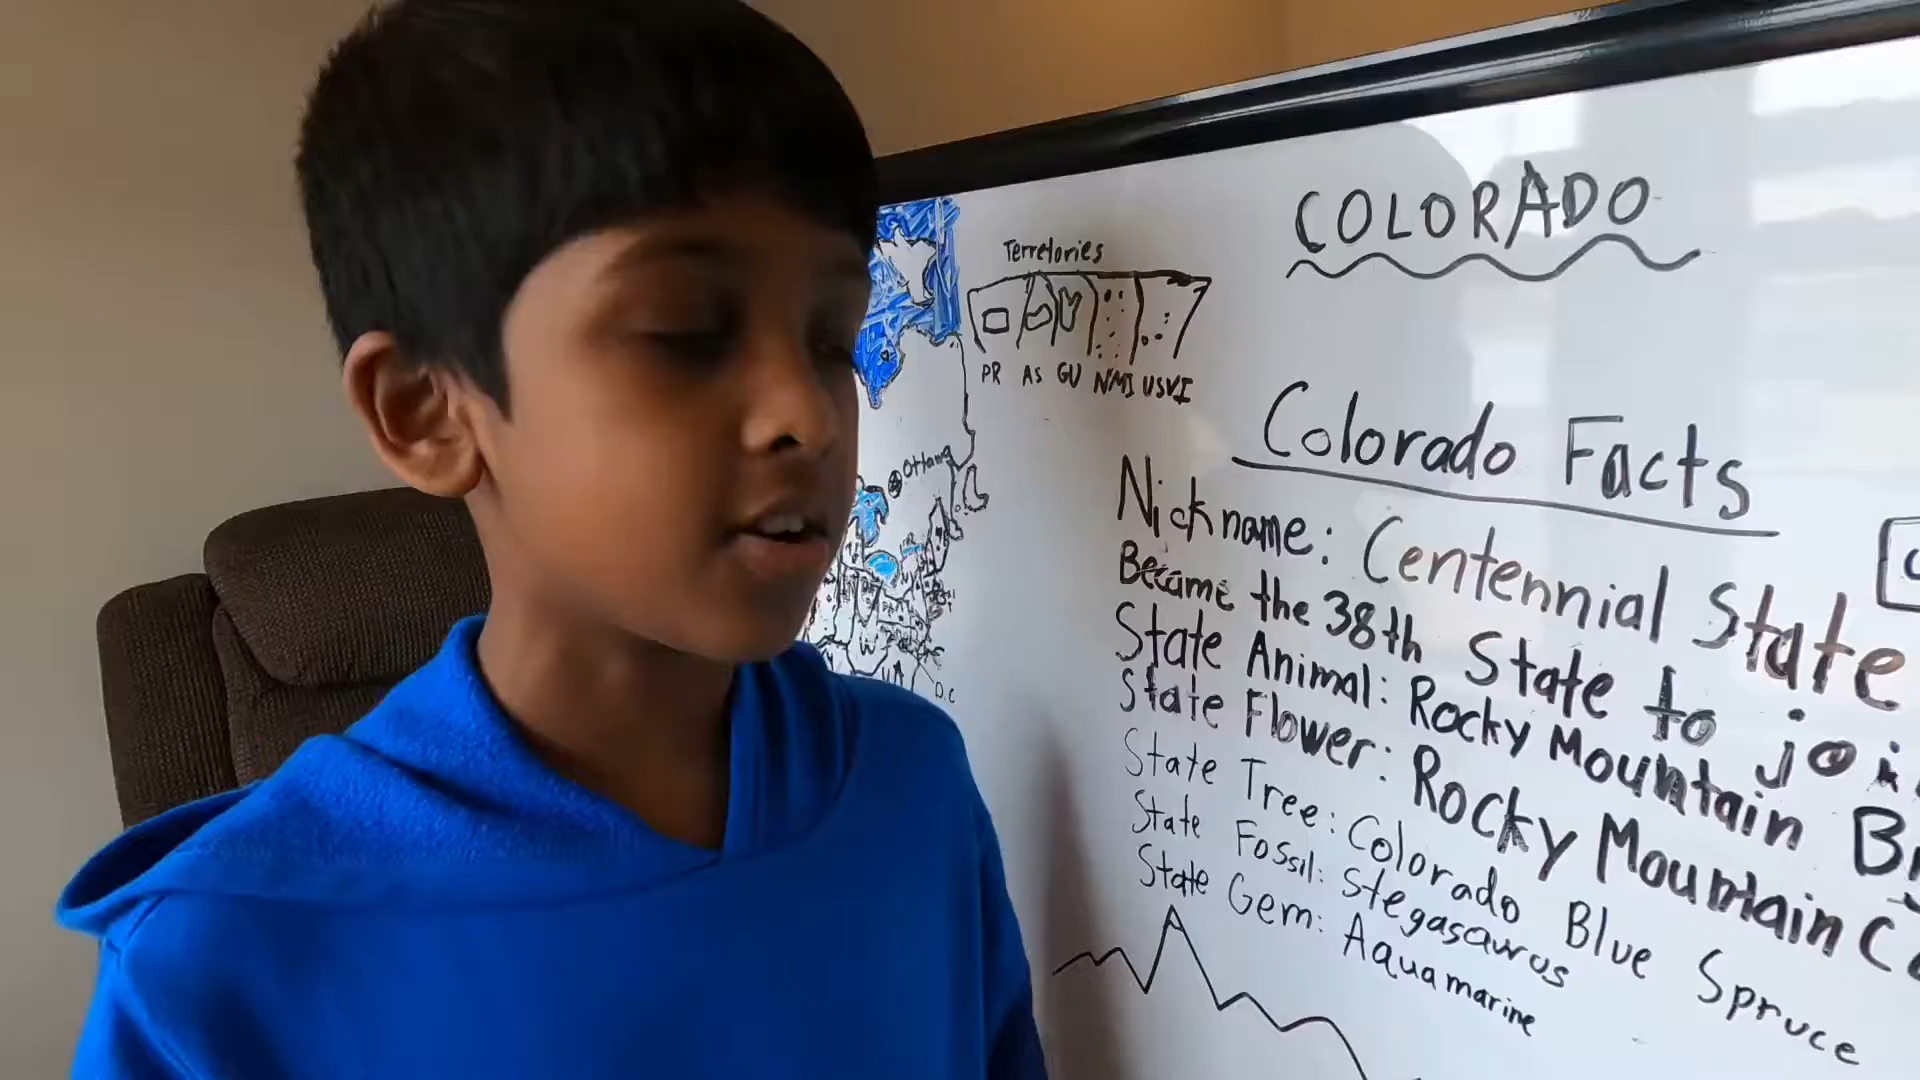 COLORADO
Terretories
PR AS GU NMI USVI
Ottawa
D.C
Colorado Facts
Nickname: Centennial State
Became the 38th State to joi
State Animal: Rocky Mountain B
State Flower: Rocky Mountain C
State Tree: Colorado Blue Spruce
State Fossil: Stegasaurus
State Gem: Aquamarine